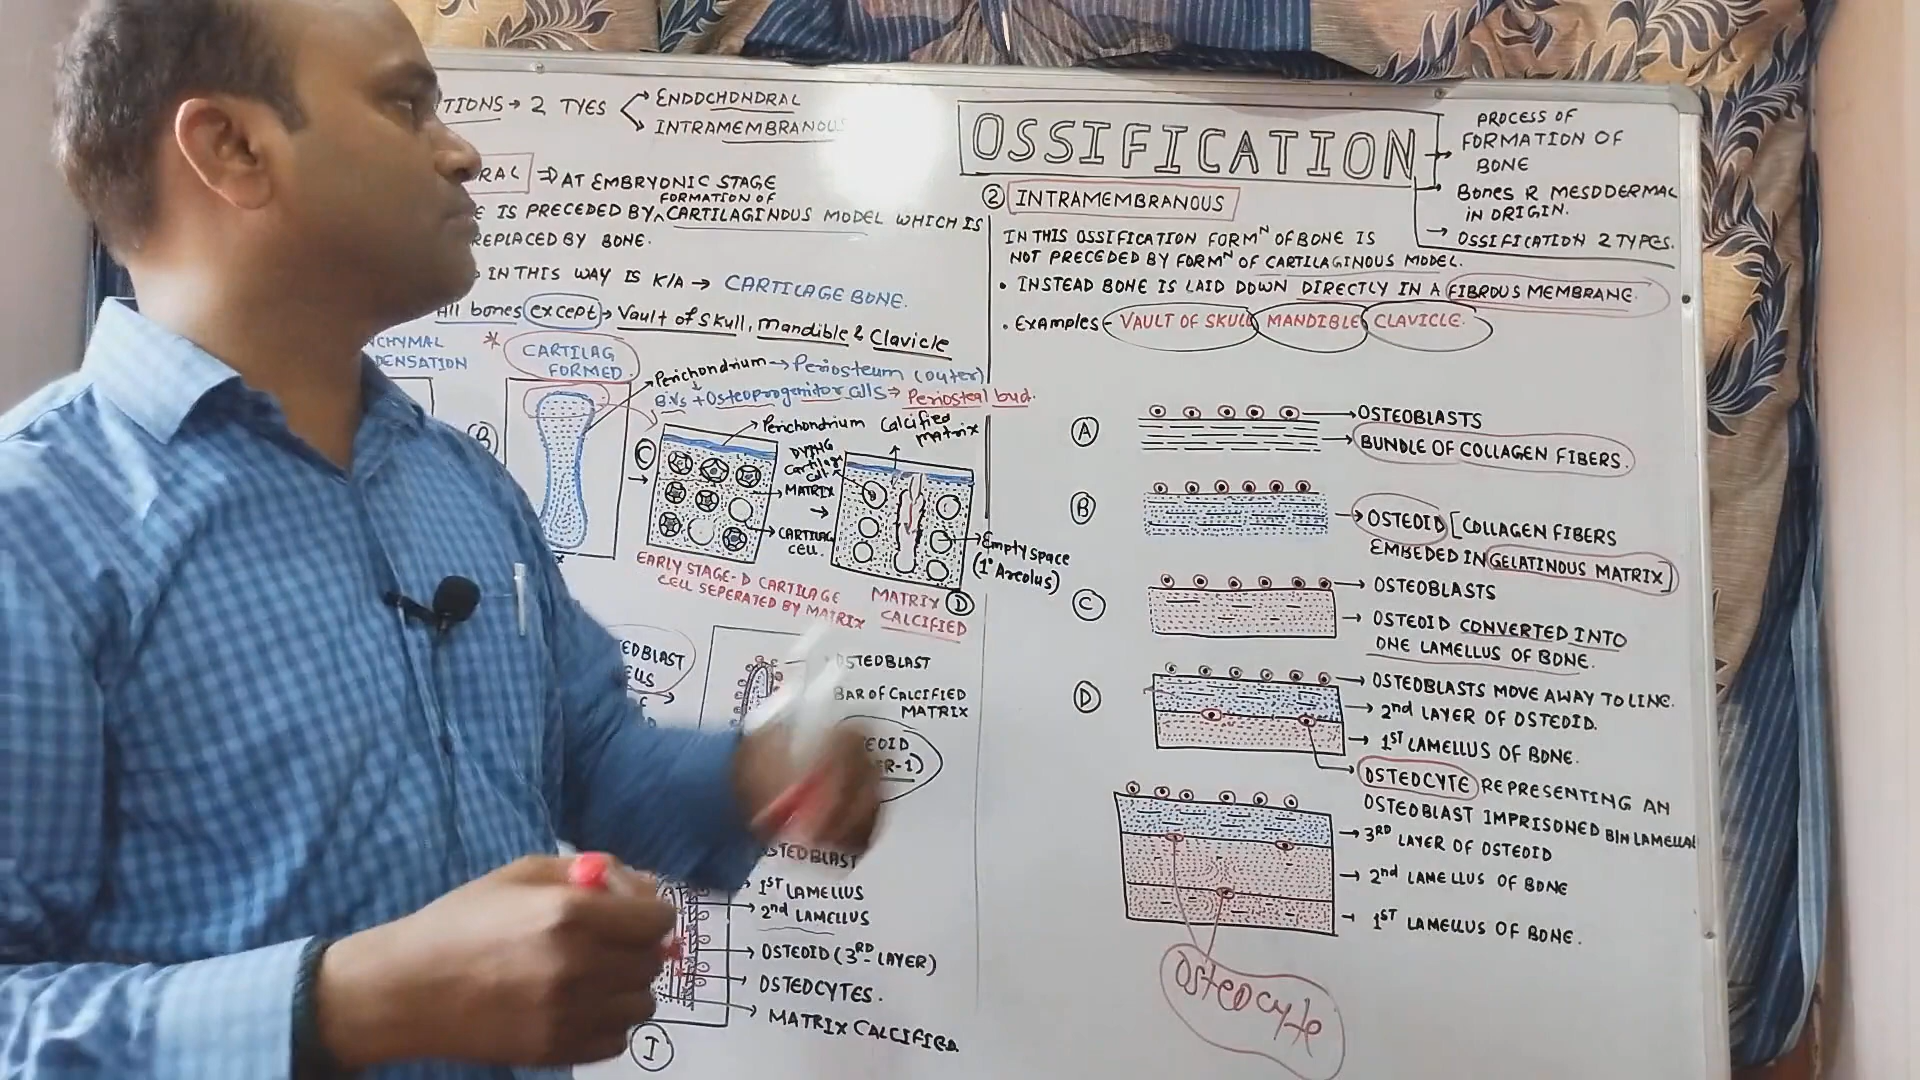 TIONS → 2 TYES
ENDOCHONDRAL
INTRAMEMBRANOUS
RAL ⇒ AT EMBRYONIC STAGE
FORMATION OF
E IS PRECEDED BY ^ CARTILAGINOUS MODEL WHICH IS
REPLACED BY BONE.
IN THIS WAY IS K/A → CARTILAGE BONE.
All bones except → Vault of Skull, Mandible & Clavicle
CHYMAL
DENSATION
* CARTILAG
FORMED.
Perichondrium → Periosteum (outer)
B.Vs + Osteoprogenitor cells → Periosteal bud.
B
C
Perichondrium
DYING
Cartilage
Cell
MATRIX
CARTILAG
CELL.
Calcified
matrix
Empty space
(1° Areolus)
EARLY STAGE-D CARTILAGE
CELL SEPERATED BY MATRIX
MATRIX D
CALCIFIED
EOBLAST
OSTEOBLAST
BAR OF CALCIFIED
MATRIX
EOID
ER-1)
OSTEOBLAST
1ST LAMELLUS
2nd LAMELLUS
OSTEOID (3RD LAYER)
OSTEOCYTES.
MATRIX CALCIFIED
I
OSSIFICATION
PROCESS OF
FORMATION OF
BONE
BONES R MESODERMAL
IN ORIGIN.
OSSIFICATION 2 TYPES.
② INTRAMEMBRANOUS
IN THIS OSSIFICATION FORMN OF BONE IS
NOT PRECEDED BY FORMN OF CARTILAGINOUS MODEL.
• INSTEAD BONE IS LAID DOWN DIRECTLY IN A FIBROUS MEMBRANE.
• EXAMPLES - VAULT OF SKULL MANDIBLE CLAVICLE.
A
OSTEOBLASTS
BUNDLE OF COLLAGEN FIBERS.
B
OSTEOID [COLLAGEN FIBERS
EMBEDED IN GELATINOUS MATRIX]
C
OSTEOBLASTS
OSTEOID CONVERTED INTO
ONE LAMELLUS OF BONE.
D
OSTEOBLASTS MOVE AWAY TO LINE.
2nd LAYER OF OSTEOID.
1ST LAMELLUS OF BONE.
OSTEOCYTE REPRESENTING AN
OSTEOBLAST IMPRISONED BIN LAMELLAE
3RD LAYER OF OSTEOID
2nd LAMELLUS OF BONE
1ST LAMELLUS OF BONE.
Osteocyte